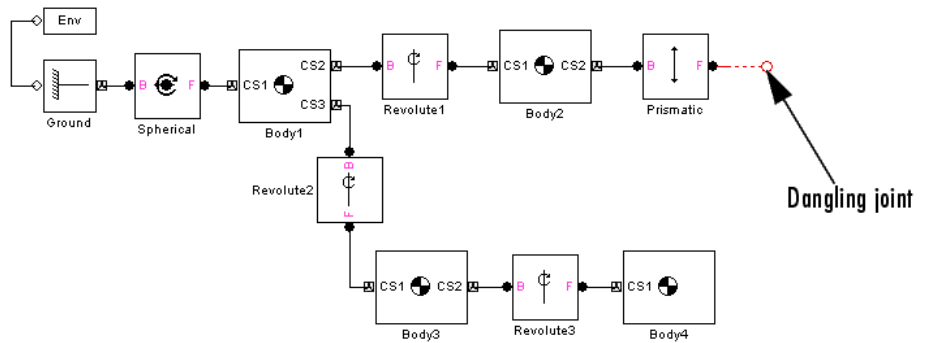 Env
Ground
B F
Spherical
CS1 CS2
CS3
Body1
B F
Revolute1
CS1 CS2
Body2
B F
Prismatic
Dangling joint
Revolute2
B
F
CS1 CS2
Body3
B F
Revolute3
CS1
Body4